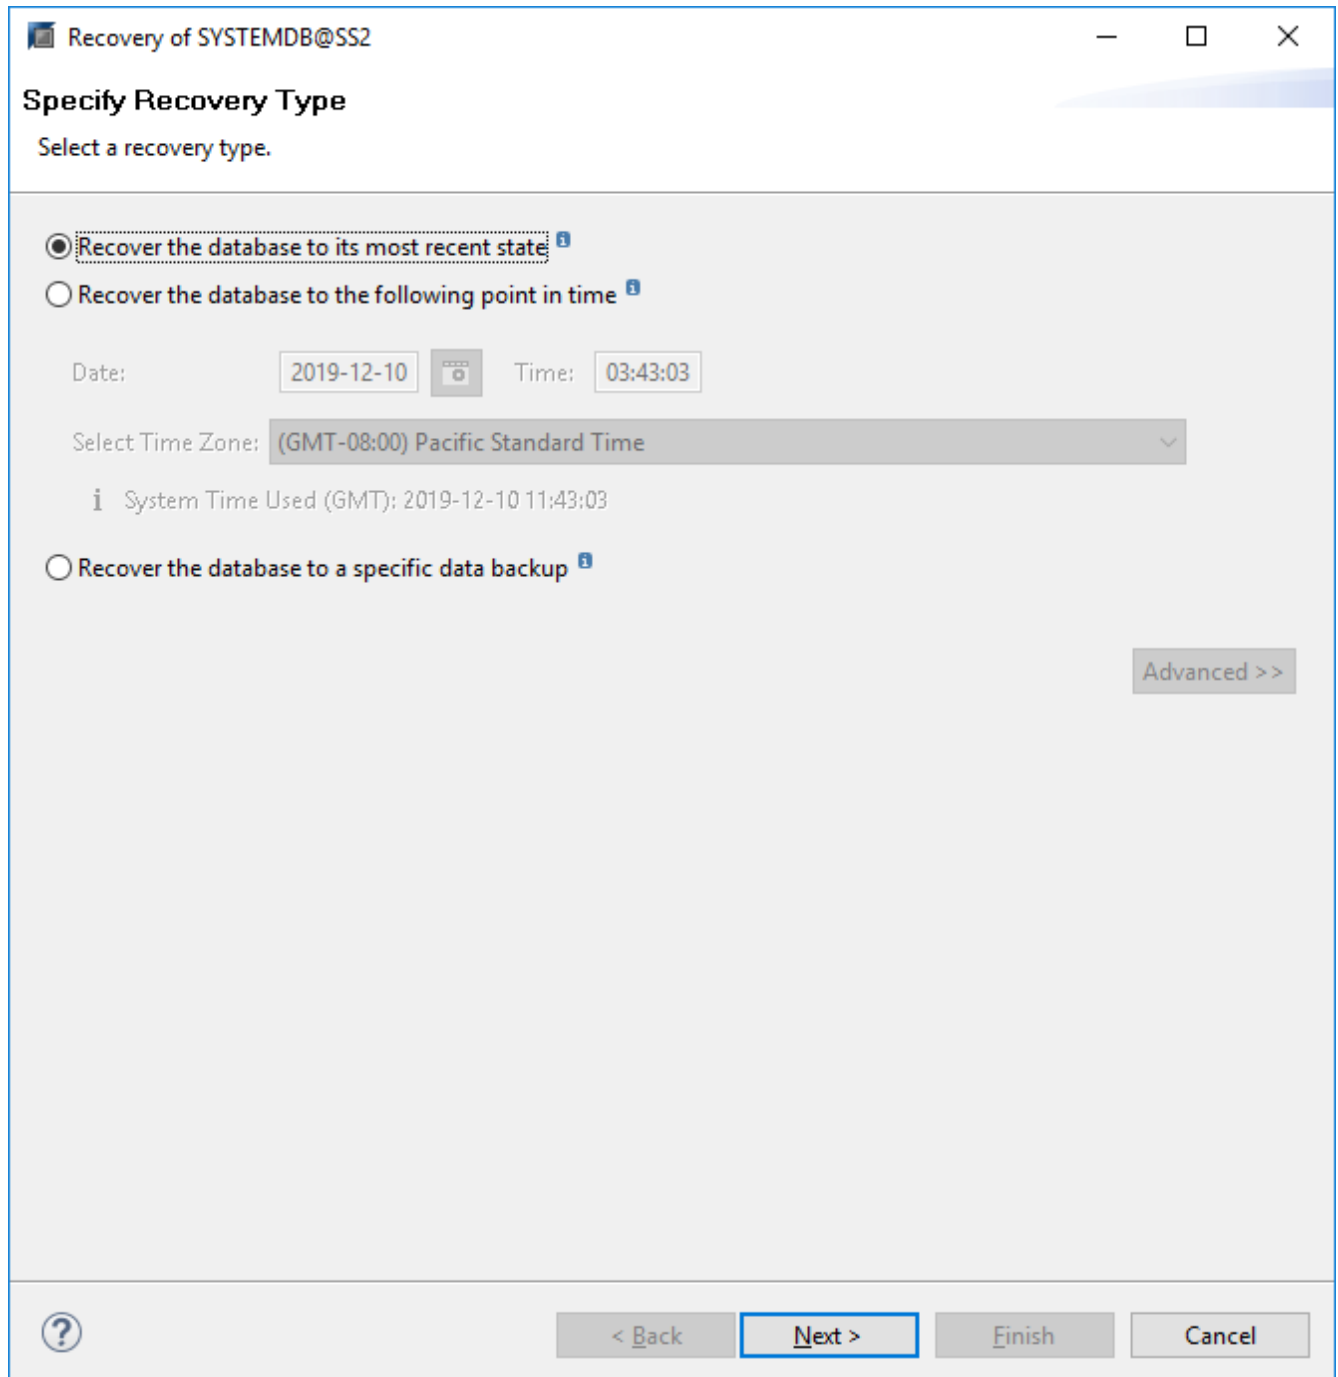 Recovery of SYSTEMDB@SS2
Specify Recovery Type
Select a recovery type.
Recover the database to its most recent state
Recover the database to the following point in time
Date: 2019-12-10 Time: 03:43:03
Select Time Zone: (GMT-08:00) Pacific Standard Time
i System Time Used (GMT): 2019-12-10 11:43:03
Recover the database to a specific data backup
Advanced >>
? < Back Next > Finish Cancel